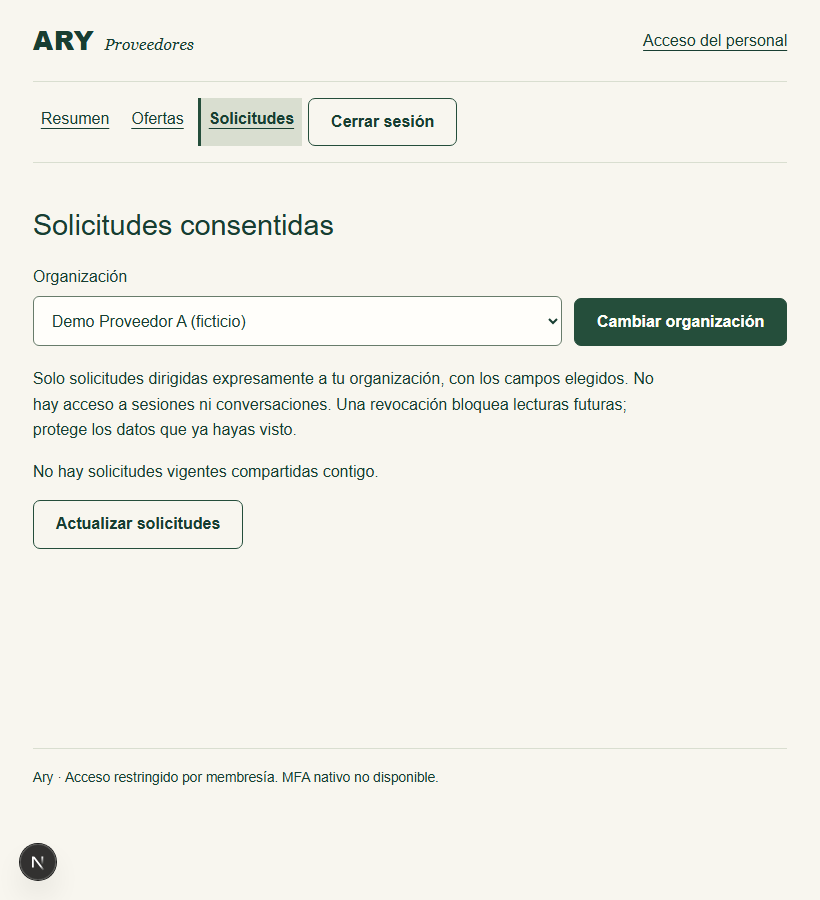 ARY Proveedores
Acceso del personal
Resumen
Ofertas
Solicitudes
Cerrar sesión
Solicitudes consentidas
Organización
Demo Proveedor A (ficticio)
Cambiar organización
Solo solicitudes dirigidas expresamente a tu organización, con los campos elegidos. No
hay acceso a sesiones ni conversaciones. Una revocación bloquea lecturas futuras;
protege los datos que ya hayas visto.
No hay solicitudes vigentes compartidas contigo.
Actualizar solicitudes
Ary · Acceso restringido por membresía. MFA nativo no disponible.
N